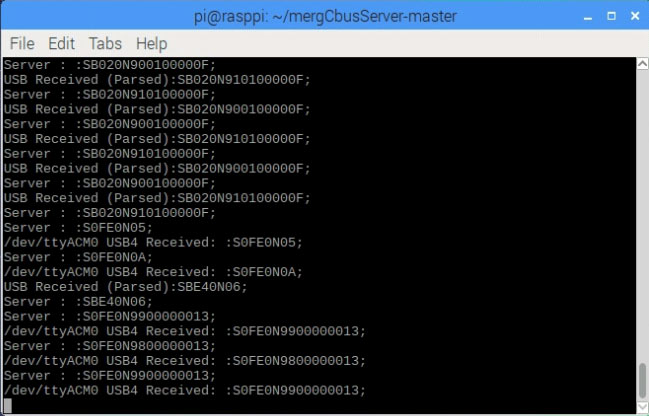 pi@rasppi: ~/mergCbusServer-master
File Edit Tabs Help
Server : :SB020N900100000F;
USB Received (Parsed):SB020N910100000F;
Server : :SB020N910100000F;
USB Received (Parsed):SB020N900100000F;
Server : :SB020N900100000F;
USB Received (Parsed):SB020N910100000F;
Server : :SB020N910100000F;
USB Received (Parsed):SB020N900100000F;
Server : :SB020N900100000F;
USB Received (Parsed):SB020N910100000F;
Server : :SB020N910100000F;
Server : :S0FE0N05;
/dev/ttyACM0 USB4 Received: :S0FE0N05;
Server : :S0FE0N0A;
/dev/ttyACM0 USB4 Received: :S0FE0N0A;
USB Received (Parsed):SBE40N06;
Server : :SBE40N06;
Server : :S0FE0N9900000013;
/dev/ttyACM0 USB4 Received: :S0FE0N9900000013;
Server : :S0FE0N9800000013;
/dev/ttyACM0 USB4 Received: :S0FE0N9800000013;
Server : :S0FE0N9900000013;
/dev/ttyACM0 USB4 Received: :S0FE0N9900000013;